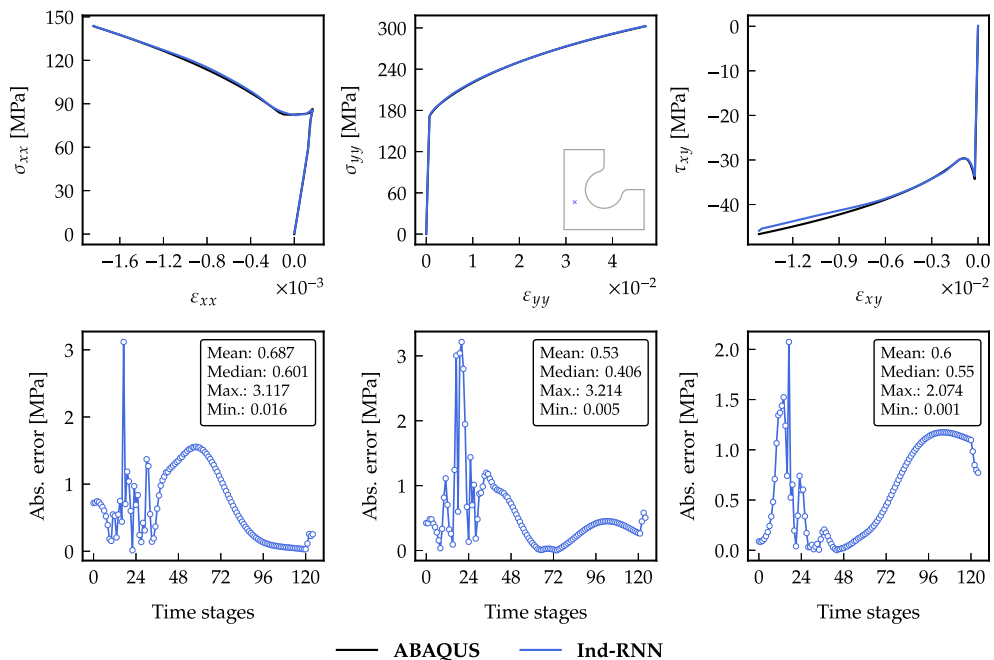 150
120
90
60
30
0
σxx [MPa]
−1.6 −1.2 −0.8 −0.4 0.0
×10−3
εxx
300
240
180
120
60
0
σyy [MPa]
0 1 2 3 4
×10−2
εyy
0
−10
−20
−30
−40
τxy [MPa]
−1.2 −0.9 −0.6 −0.3 0.0
×10−2
εxy
3
2
1
0
Abs. error [MPa]
Mean: 0.687
Median: 0.601
Max.: 3.117
Min.: 0.016
0 24 48 72 96 120
Time stages
3
2
1
0
Abs. error [MPa]
Mean: 0.53
Median: 0.406
Max.: 3.214
Min.: 0.005
0 24 48 72 96 120
Time stages
2.0
1.5
1.0
0.5
0.0
Abs. error [MPa]
Mean: 0.6
Median: 0.55
Max.: 2.074
Min.: 0.001
0 24 48 72 96 120
Time stages
ABAQUS Ind-RNN